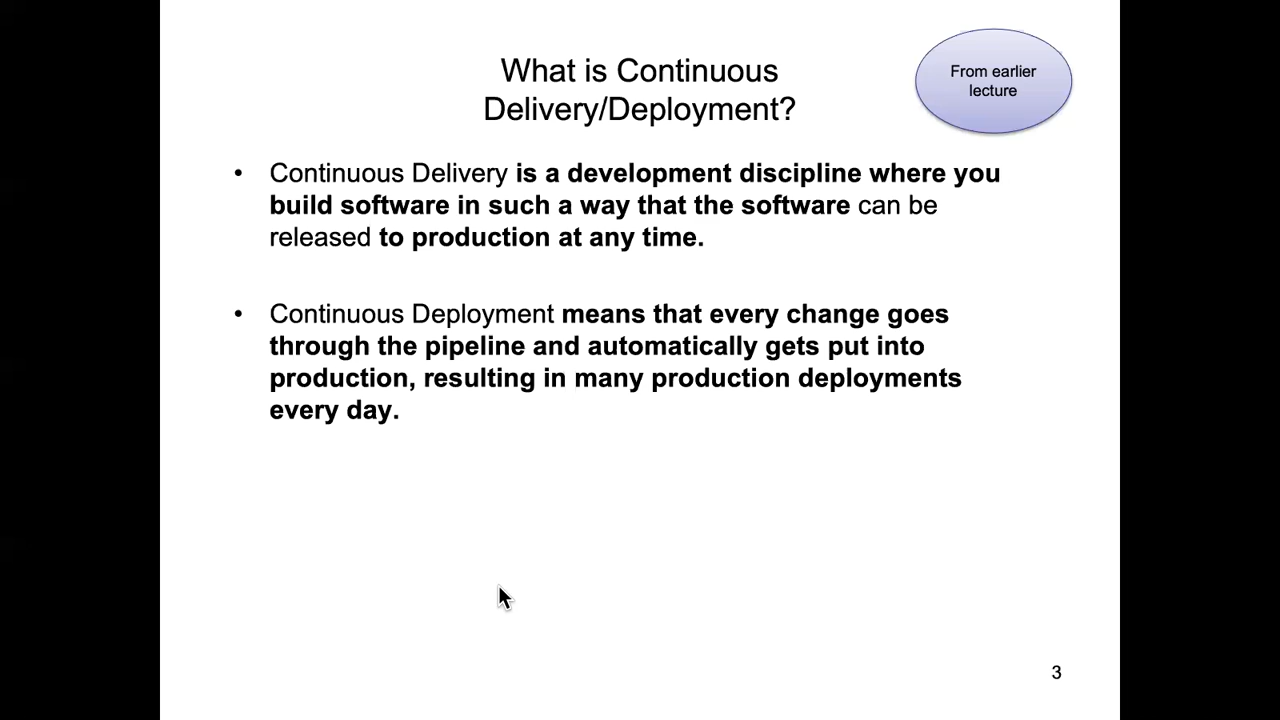 What is Continuous
Delivery/Deployment?
From earlier
lecture
• Continuous Delivery is a development discipline where you
build software in such a way that the software can be
released to production at any time.
• Continuous Deployment means that every change goes
through the pipeline and automatically gets put into
production, resulting in many production deployments
every day.
3